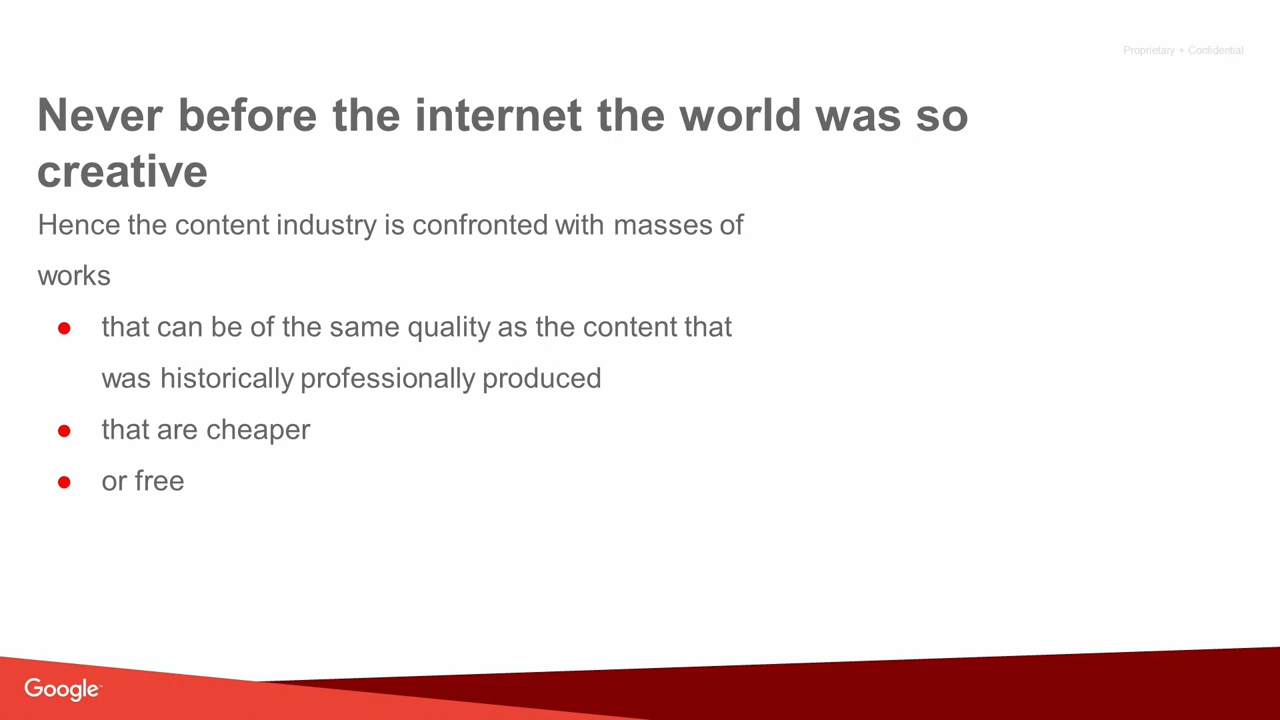 Proprietary + Confidential
Never before the internet the world was so
creative
Hence the content industry is confronted with masses of
works
● that can be of the same quality as the content that
was historically professionally produced
● that are cheaper
● or free
Google™